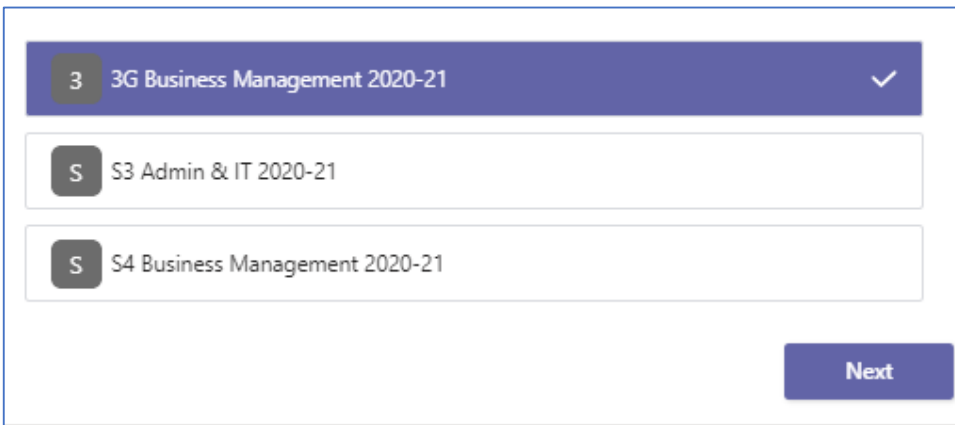 3 3G Business Management 2020-21
S S3 Admin & IT 2020-21
S S4 Business Management 2020-21
Next